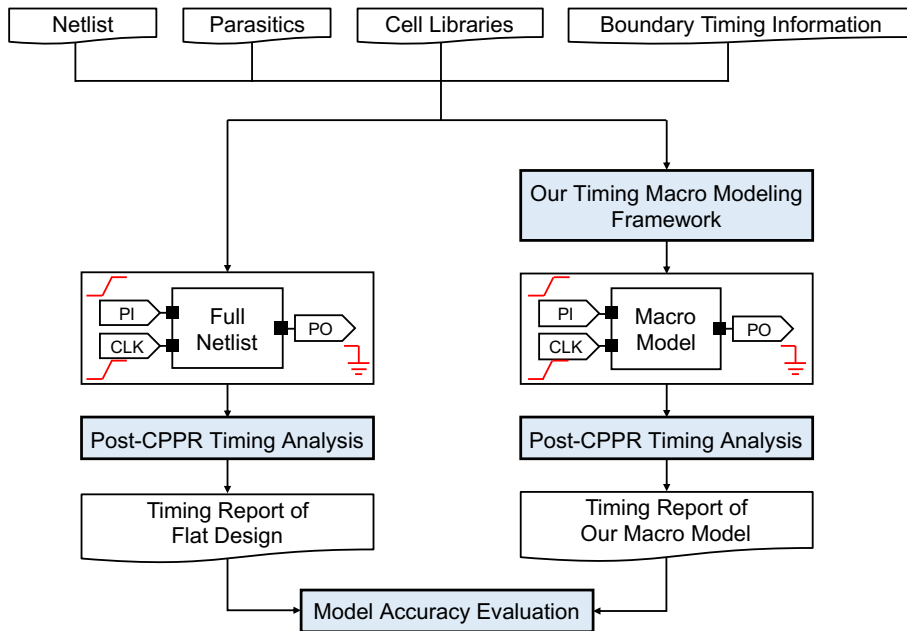 Netlist
Parasitics
Cell Libraries
Boundary Timing Information
Our Timing Macro Modeling
Framework
PI
CLK
Full
Netlist
PO
PI
CLK
Macro
Model
PO
Post-CPPR Timing Analysis
Post-CPPR Timing Analysis
Timing Report of
Flat Design
Timing Report of
Our Macro Model
Model Accuracy Evaluation